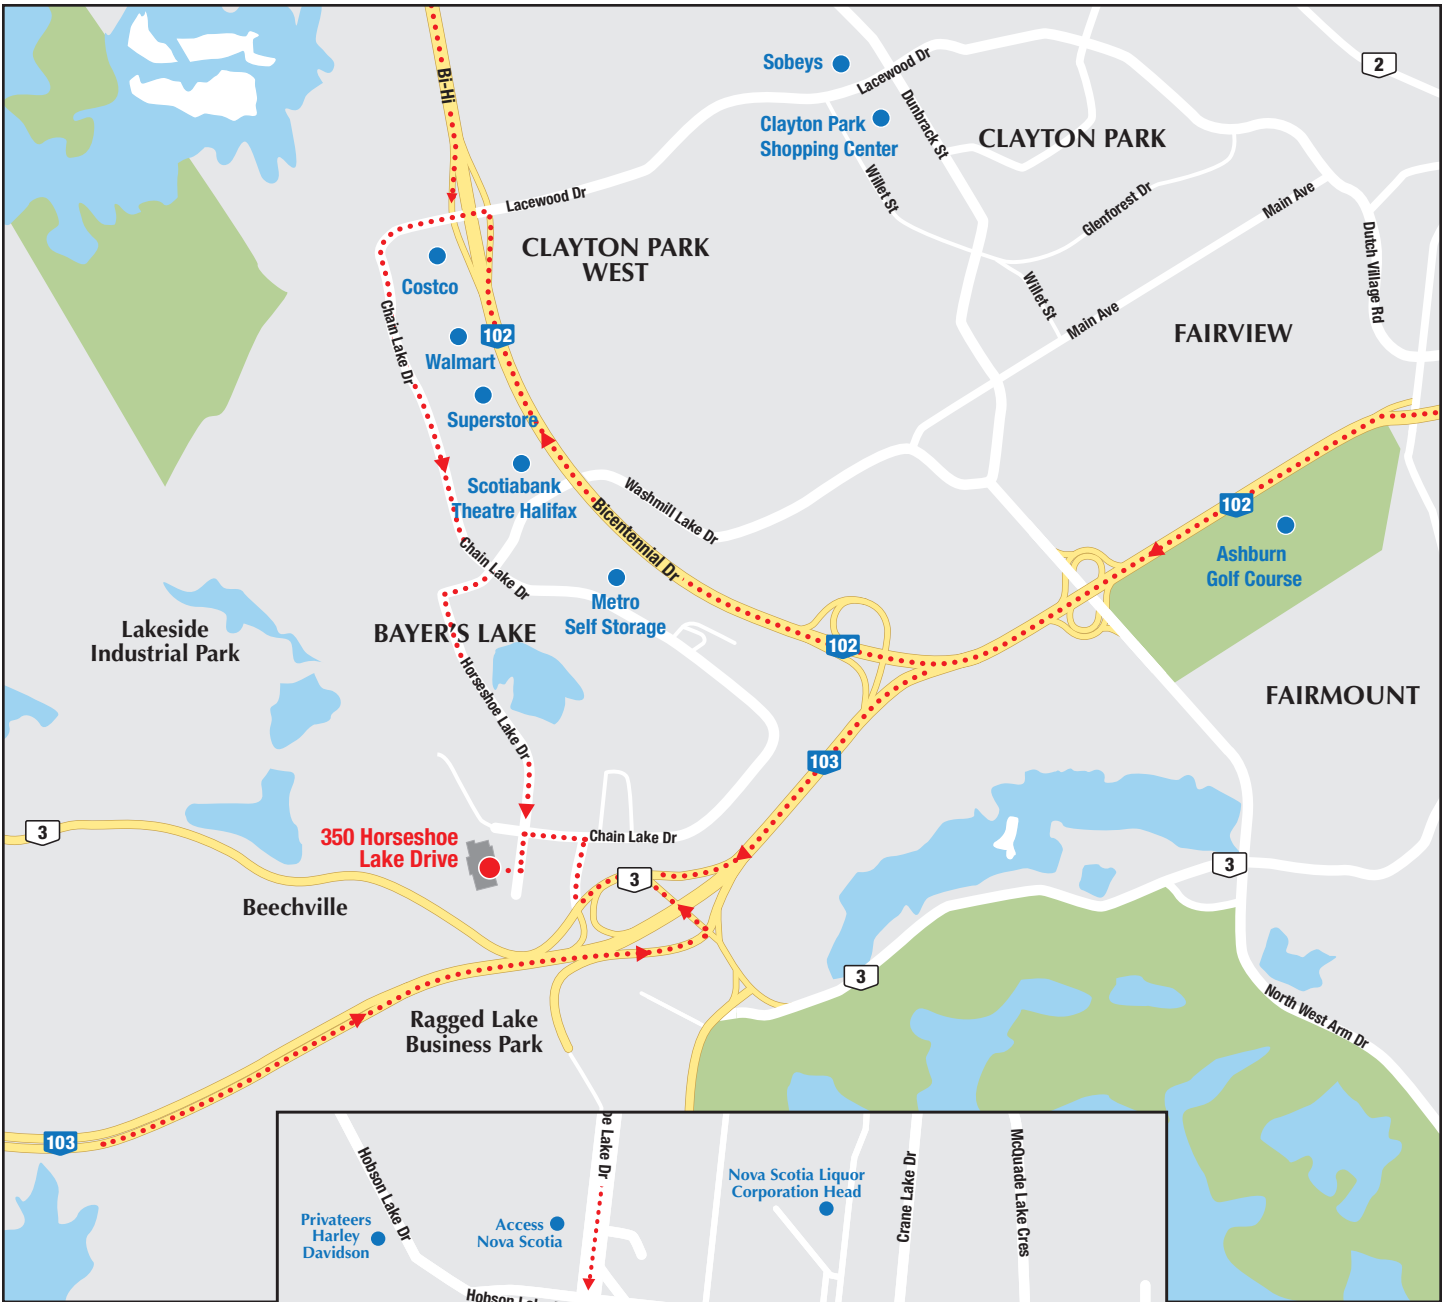 Bi-Hi
Sobeys
Lacewood Dr
2
Clayton Park
Shopping Center
Dunbrack St
CLAYTON PARK
Willet St
Lacewood Dr
Glenforest Dr
Main Ave
CLAYTON PARK
WEST
Dutch Village Rd
Costco
Chain Lake Dr
Willet St
Main Ave
FAIRVIEW
102
Walmart
Superstore
Scotiabank
Theatre Halifax
Washmill Lake Dr
Bicentennial Dr
102
Ashburn
Golf Course
Chain Lake Dr
Metro
Self Storage
Lakeside
Industrial Park
BAYER'S LAKE
102
Horseshoe Lake Dr
FAIRMOUNT
103
3
350 Horseshoe
Lake Drive
Chain Lake Dr
3
3
Beechville
3
North West Arm Dr
Ragged Lake
Business Park
103
Hobson Lake Dr
oe Lake Dr
Nova Scotia Liquor
Corporation Head
Crane Lake Dr
McQuade Lake Cres
Privateers
Harley
Davidson
Access
Nova Scotia
Hobson